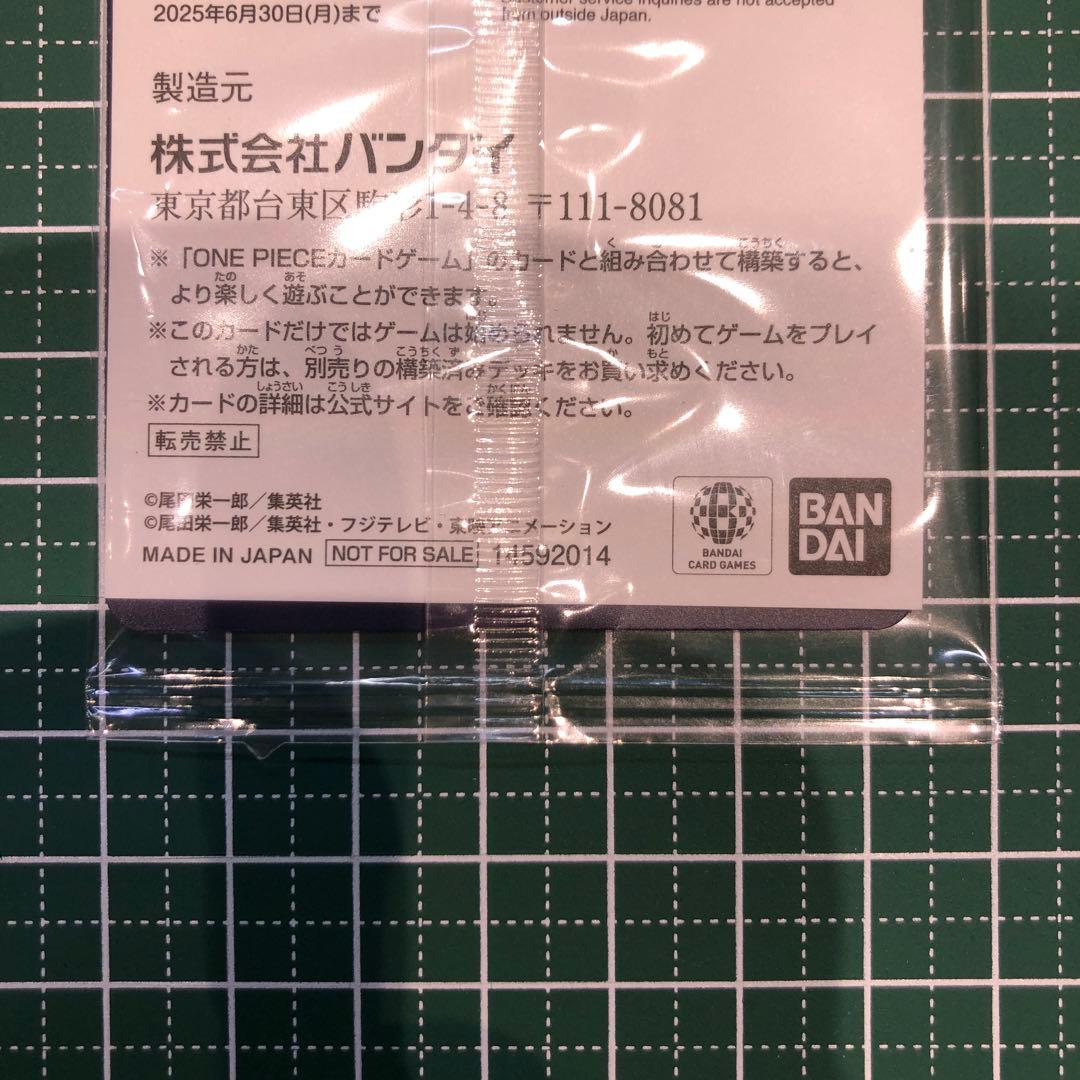 2025年6月30日(月)まで
Customer service inquiries are not accepted
from outside Japan.
製造元
株式会社バンダイ
東京都台東区駒形1-4-8 〒111-8081
※「ONE PIECEカードゲーム」のカードと組み合わせて構築すると、
より楽しく遊ぶことができます。
※このカードだけではゲームは始められません。初めてゲームをプレイ
される方は、別売りの構築済みデッキをお買い求めください。
※カードの詳細は公式サイトをご確認ください。
転売禁止
©尾田栄一郎／集英社
©尾田栄一郎／集英社・フジテレビ・東映アニメーション
MADE IN JAPAN NOT FOR SALE 14592014
BANDAI
CARD GAMES
BAN
DAI